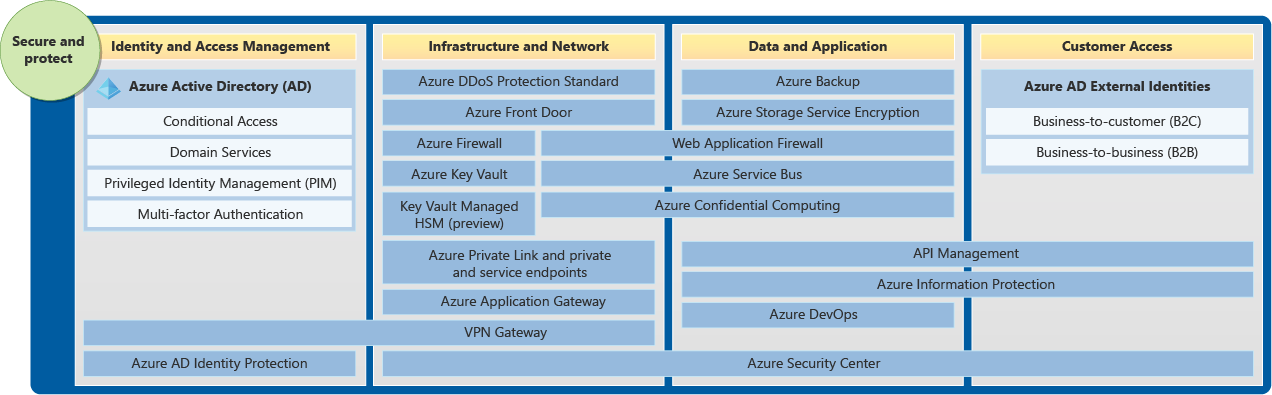 Secure and
protect
Identity and Access Management
Azure Active Directory (AD)
Conditional Access
Domain Services
Privileged Identity Management (PIM)
Multi-factor Authentication
Infrastructure and Network
Azure DDoS Protection Standard
Azure Front Door
Azure Firewall
Azure Key Vault
Key Vault Managed
HSM (preview)
Azure Private Link and private
and service endpoints
Azure Application Gateway
VPN Gateway
Azure AD Identity Protection
Data and Application
Azure Backup
Azure Storage Service Encryption
Web Application Firewall
Azure Service Bus
Azure Confidential Computing
Customer Access
Azure AD External Identities
Business-to-customer (B2C)
Business-to-business (B2B)
API Management
Azure Information Protection
Azure DevOps
Azure Security Center